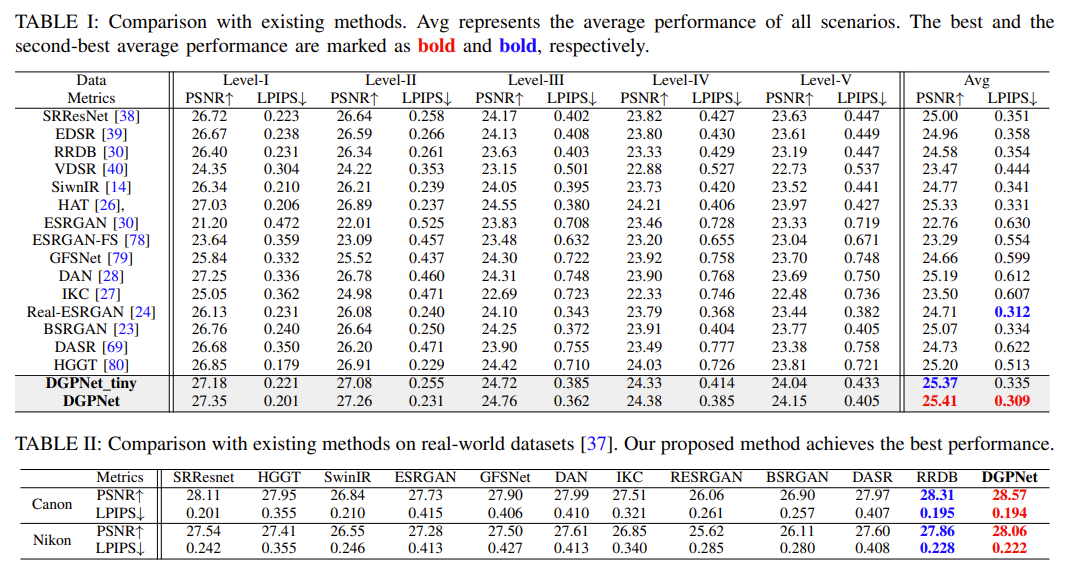 TABLE I: Comparison with existing methods. Avg represents the average performance of all scenarios. The best and the
second-best average performance are marked as bold and bold, respectively.
Data Level-I Level-II Level-III Level-IV Level-V Avg
Metrics PSNR↑ LPIPS↓ PSNR↑ LPIPS↓ PSNR↑ LPIPS↓ PSNR↑ LPIPS↓ PSNR↑ LPIPS↓ PSNR↑ LPIPS↓
SRResNet [38] 26.72 0.223 26.64 0.258 24.17 0.402 23.82 0.427 23.63 0.447 25.00 0.351
EDSR [39] 26.67 0.238 26.59 0.266 24.13 0.408 23.80 0.430 23.61 0.449 24.96 0.358
RRDB [30] 26.40 0.231 26.34 0.261 23.63 0.403 23.33 0.429 23.19 0.447 24.58 0.354
VDSR [40] 24.35 0.304 24.22 0.353 23.15 0.501 22.88 0.527 22.73 0.537 23.47 0.444
SiwnIR [14] 26.34 0.210 26.21 0.239 24.05 0.395 23.73 0.420 23.52 0.441 24.77 0.341
HAT [26], 27.03 0.206 26.89 0.237 24.55 0.380 24.21 0.406 23.97 0.427 25.33 0.331
ESRGAN [30] 21.20 0.472 22.01 0.525 23.83 0.708 23.46 0.728 23.33 0.719 22.76 0.630
ESRGAN-FS [78] 23.64 0.359 23.09 0.457 23.48 0.632 23.20 0.655 23.04 0.671 23.29 0.554
GFSNet [79] 25.84 0.332 25.52 0.437 24.30 0.722 23.92 0.758 23.70 0.748 24.66 0.599
DAN [28] 27.25 0.336 26.78 0.460 24.31 0.748 23.90 0.768 23.69 0.750 25.19 0.612
IKC [27] 25.05 0.362 24.98 0.471 22.69 0.723 22.33 0.746 22.48 0.736 23.50 0.607
Real-ESRGAN [24] 26.13 0.231 26.08 0.240 24.10 0.343 23.79 0.368 23.44 0.382 24.71 0.312
BSRGAN [23] 26.76 0.240 26.64 0.250 24.25 0.372 23.91 0.404 23.77 0.405 25.07 0.334
DASR [69] 26.68 0.350 26.20 0.471 23.90 0.755 23.49 0.777 23.38 0.758 24.73 0.622
HGGT [80] 26.85 0.179 26.91 0.229 24.42 0.710 24.03 0.726 23.81 0.721 25.20 0.513
DGPNet_tiny 27.18 0.221 27.08 0.255 24.72 0.385 24.33 0.414 24.04 0.433 25.37 0.335
DGPNet 27.35 0.201 27.26 0.231 24.76 0.362 24.38 0.385 24.15 0.405 25.41 0.309
TABLE II: Comparison with existing methods on real-world datasets [37]. Our proposed method achieves the best performance.
Metrics SRResnet HGGT SwinIR ESRGAN GFSNet DAN IKC RESRGAN BSRGAN DASR RRDB DGPNet
Canon PSNR↑ 28.11 27.95 26.84 27.73 27.90 27.99 27.51 26.06 26.90 27.97 28.31 28.57
LPIPS↓ 0.201 0.355 0.210 0.415 0.406 0.410 0.321 0.261 0.257 0.407 0.195 0.194
Nikon PSNR↑ 27.54 27.41 26.55 27.28 27.50 27.61 26.85 25.62 26.11 27.60 27.86 28.06
LPIPS↓ 0.242 0.355 0.246 0.413 0.427 0.413 0.340 0.285 0.280 0.408 0.228 0.222